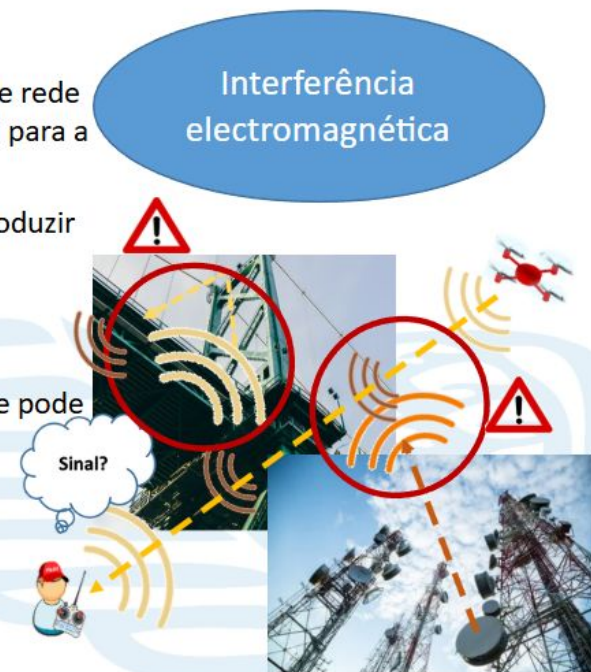 Interferência
electromagnética
e rede
para a
oduzir
e pode
Sinal?